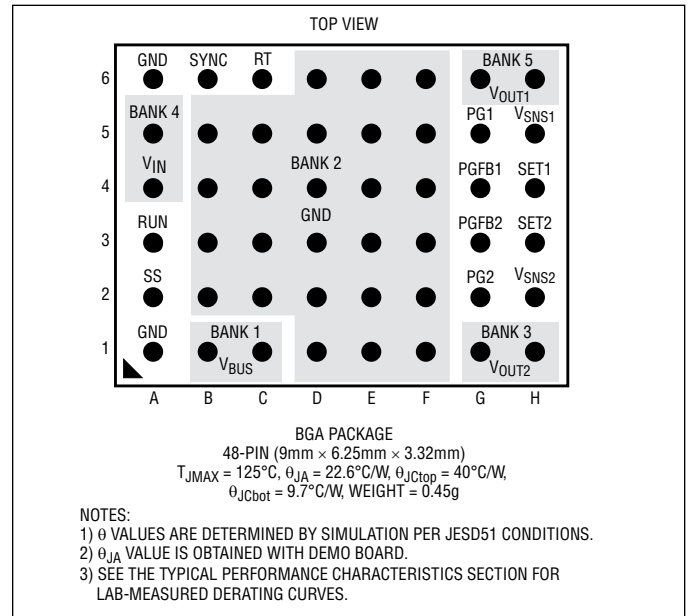 TOP VIEW
GND SYNC RT BANK 5
6
VOUT1
BANK 4 PG1 VSNS1
5
VIN BANK 2 PGFB1 SET1
4
GND
RUN PGFB2 SET2
3
SS PG2 VSNS2
2
GND BANK 1 BANK 3
1
VBUS VOUT2
A B C D E F G H
BGA PACKAGE
48-PIN (9mm × 6.25mm × 3.32mm)
TJMAX = 125°C, θJA = 22.6°C/W, θJCtop = 40°C/W,
θJCbot = 9.7°C/W, WEIGHT = 0.45g
NOTES:
1) θ VALUES ARE DETERMINED BY SIMULATION PER JESD51 CONDITIONS.
2) θJA VALUE IS OBTAINED WITH DEMO BOARD.
3) SEE THE TYPICAL PERFORMANCE CHARACTERISTICS SECTION FOR
LAB-MEASURED DERATING CURVES.